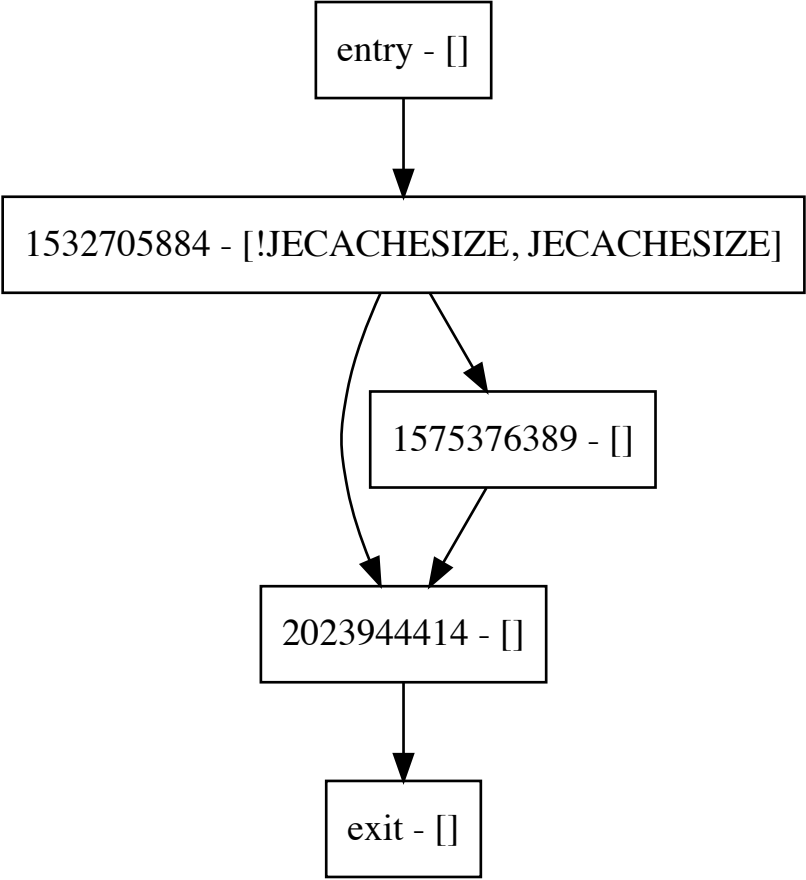 entry - []
1532705884 - [!JECACHESIZE, JECACHESIZE]
1575376389 - []
2023944414 - []
exit - []